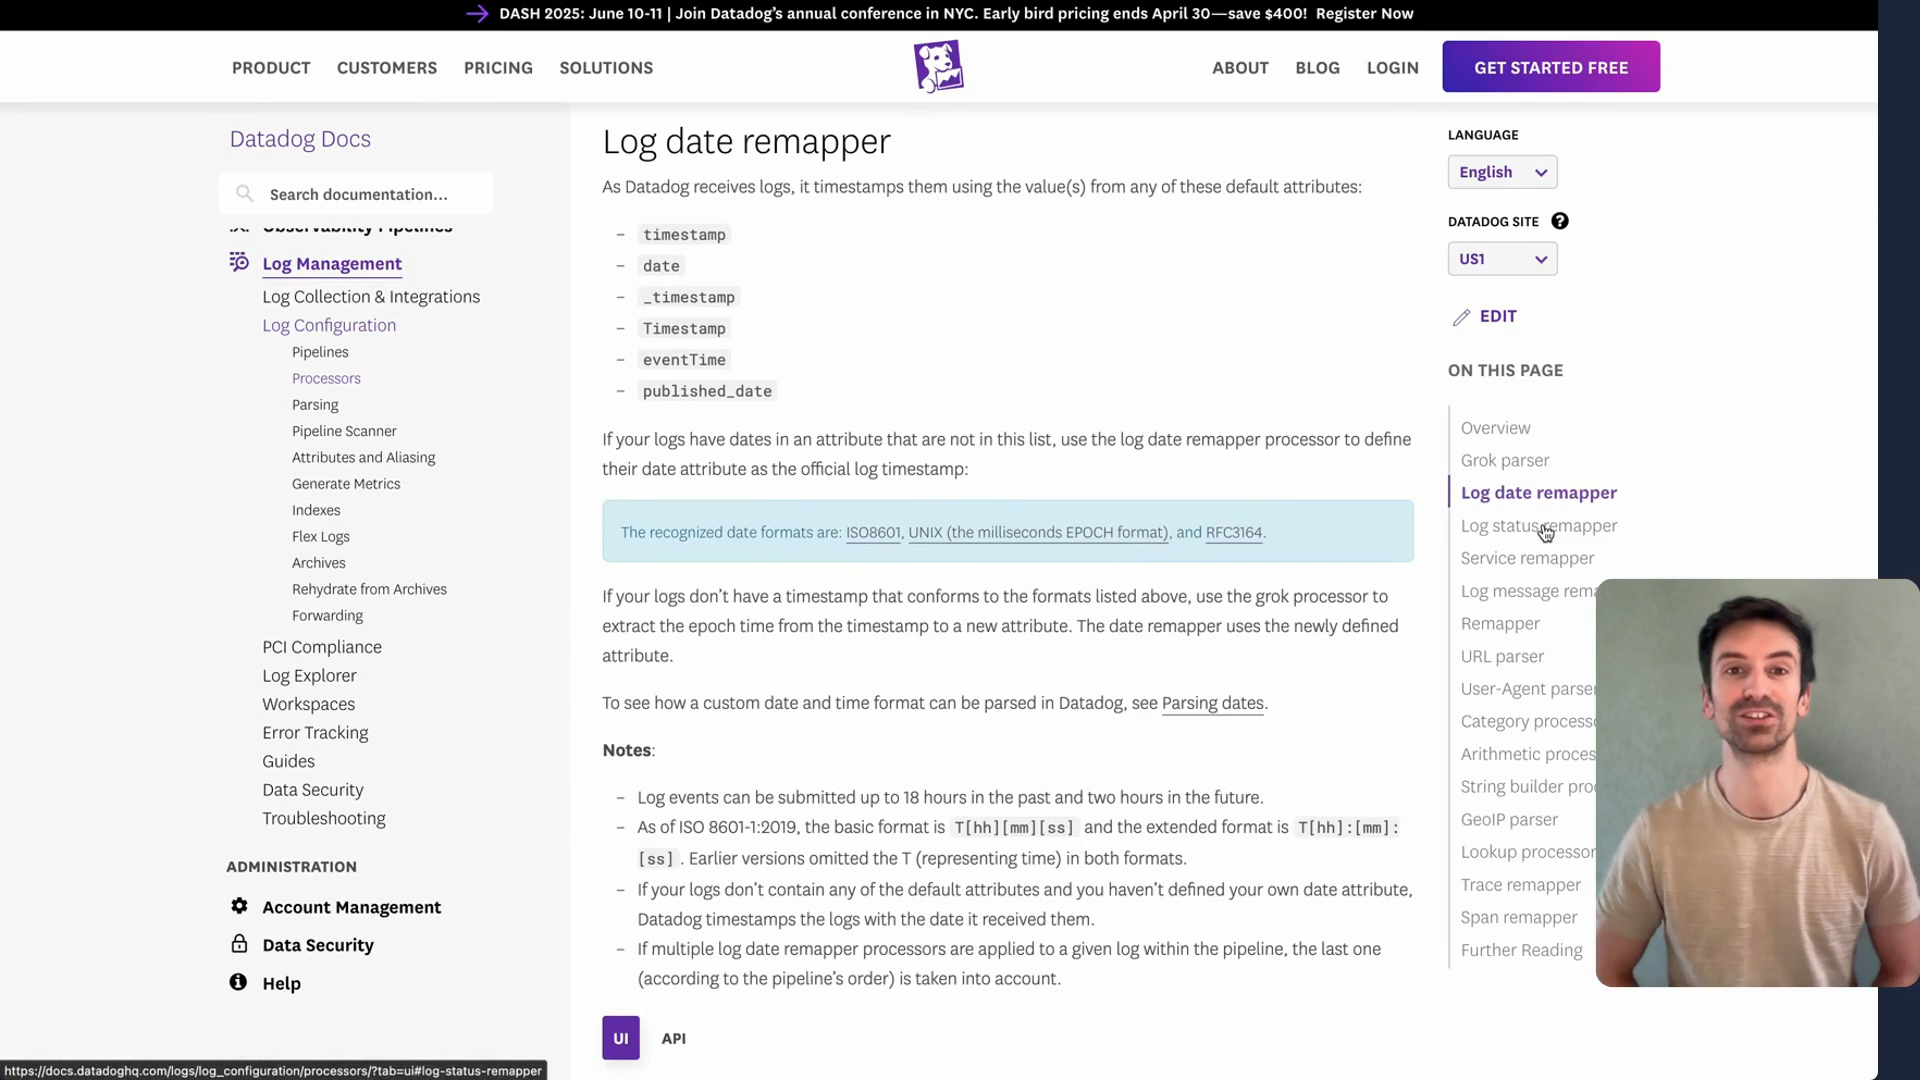 DASH 2025: June 10-11 | Join Datadog’s annual conference in NYC. Early bird pricing ends April 30—save $400! Register Now
PRODUCT CUSTOMERS PRICING SOLUTIONS ABOUT BLOG LOGIN GET STARTED FREE
Datadog Docs
Search documentation...
Observability Pipelines
Log Management
Log Collection & Integrations
Log Configuration
Pipelines
Processors
Parsing
Pipeline Scanner
Attributes and Aliasing
Generate Metrics
Indexes
Flex Logs
Archives
Rehydrate from Archives
Forwarding
PCI Compliance
Log Explorer
Workspaces
Error Tracking
Guides
Data Security
Troubleshooting
ADMINISTRATION
Account Management
Data Security
Help
Log date remapper
As Datadog receives logs, it timestamps them using the value(s) from any of these default attributes:
– timestamp
– date
– _timestamp
– Timestamp
– eventTime
– published_date
If your logs have dates in an attribute that are not in this list, use the log date remapper processor to define
their date attribute as the official log timestamp:
The recognized date formats are: ISO8601, UNIX (the milliseconds EPOCH format), and RFC3164.
If your logs don’t have a timestamp that conforms to the formats listed above, use the grok processor to
extract the epoch time from the timestamp to a new attribute. The date remapper uses the newly defined
attribute.
To see how a custom date and time format can be parsed in Datadog, see Parsing dates.
Notes:
– Log events can be submitted up to 18 hours in the past and two hours in the future.
– As of ISO 8601-1:2019, the basic format is T[hh][mm][ss] and the extended format is T[hh]:[mm]:
[ss]. Earlier versions omitted the T (representing time) in both formats.
– If your logs don’t contain any of the default attributes and you haven’t defined your own date attribute,
Datadog timestamps the logs with the date it received them.
– If multiple log date remapper processors are applied to a given log within the pipeline, the last one
(according to the pipeline’s order) is taken into account.
UI API
LANGUAGE
English
DATADOG SITE ?
US1
EDIT
ON THIS PAGE
Overview
Grok parser
Log date remapper
Log status remapper
Service remapper
Log message rema
Remapper
URL parser
User-Agent parser
Category processo
Arithmetic proces
String builder pro
GeoIP parser
Lookup processor
Trace remapper
Span remapper
Further Reading
https://docs.datadoghq.com/logs/log_configuration/processors/?tab=ui#log-status-remapper